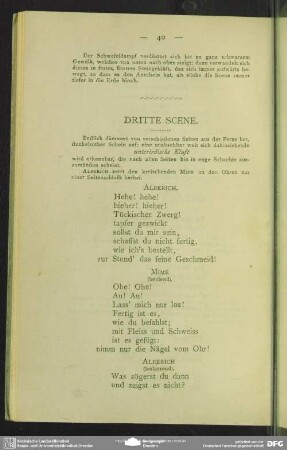 — 40 —
Der Schwefeldampf verdüstert sich bis zu ganz schwarzem
Gewölk, welches von unten nach oben steigt; dann verwandelt sich
dieses in festes, finstres Steingeklüft, das sich immer aufwärts be-
wegt, so dass es den Anschein hat, als sänke die Scene immer
tiefer in die Erde hinab.
DRITTE SCENE.
Endlich dämmert von verschiedenen Seiten aus der Ferne her,
dunkelrother Schein auf: eine unabsehbar weit sich dahinziehende
unterirdische Kluft
wird erkennbar, die nach allen Seiten hin in enge Schachte aus-
zumünden scheint.
ALBERICH zerrt den kreischenden Mime an den Ohren aus
einer Seitenschlufft herbei.
ALBERICH.
Hehe! hehe!
hieher! hieher!
Tückischer Zwerg!
tapfer gezwickt
sollst du mir sein,
schaffst du nicht fertig,
wie ich's bestellt,
zur Stund' das feine Geschmeid!
MIME
(heulend).
Ohe! Ohe!
Au! Au!
Lass' mich nur los!
Fertig ist es,
wie du befahlst;
mit Fleiss und Schweiss
ist es gefügt:
nimm nur die Nägel vom Ohr!
ALBERICH
(loslassend).
Was zögerst du dann
und zeigst es nicht?